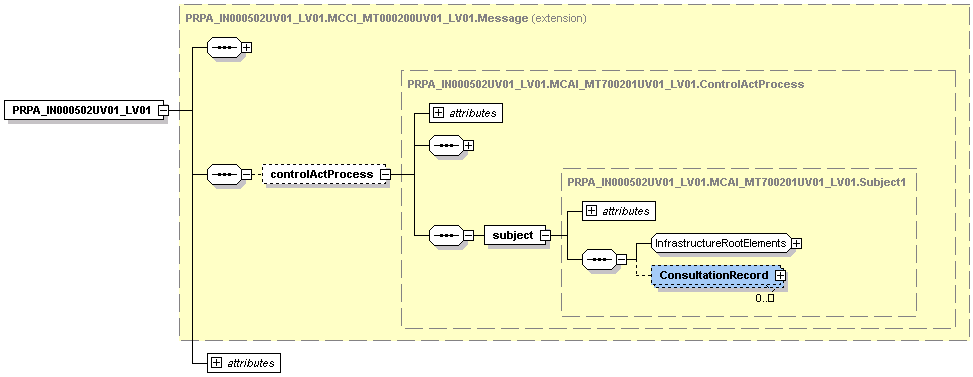 PRPA_IN000502UV01_LV01.MCCI_MT000200UV01_LV01.Message (extension)
PRPA_IN000502UV01_LV01.MCAI_MT700201UV01_LV01.ControlActProcess
PRPA_IN000502UV01_LV01
attributes
controlActProcess
PRPA_IN000502UV01_LV01.MCAI_MT700201UV01_LV01.Subject1
attributes
subject
InfrastructureRootElements
ConsultationRecord
0..□
attributes